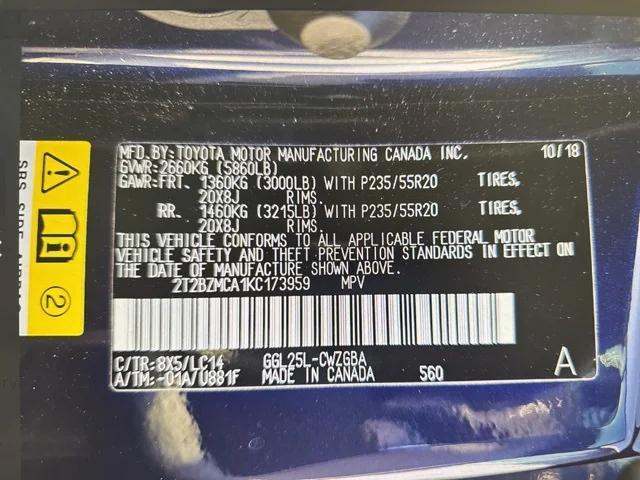 MFD.BY:TOYOTA MOTOR MANUFACTURING CANADA INC. 10/18
GVWR:2660KG (5860LB)
GAWR:FRT. 1360KG (3000LB) WITH P235/55R20 TIRES,
20X8J RIMS.
RR. 1460KG (3215LB) WITH P235/55R20 TIRES,
20X8J RIMS.
THIS VEHICLE CONFORMS TO ALL APPLICABLE FEDERAL MOTOR
VEHICLE SAFETY AND THEFT PREVENTION STANDARDS IN EFFECT ON
THE DATE OF MANUFACTURE SHOWN ABOVE.
2T2BZMCA1KC173959 MPV
C/TR:8X5/LC14 GGL25L-CWZGBA
A/TM:-01A/U881F MADE IN CANADA 560 A
SRS SIDE
2